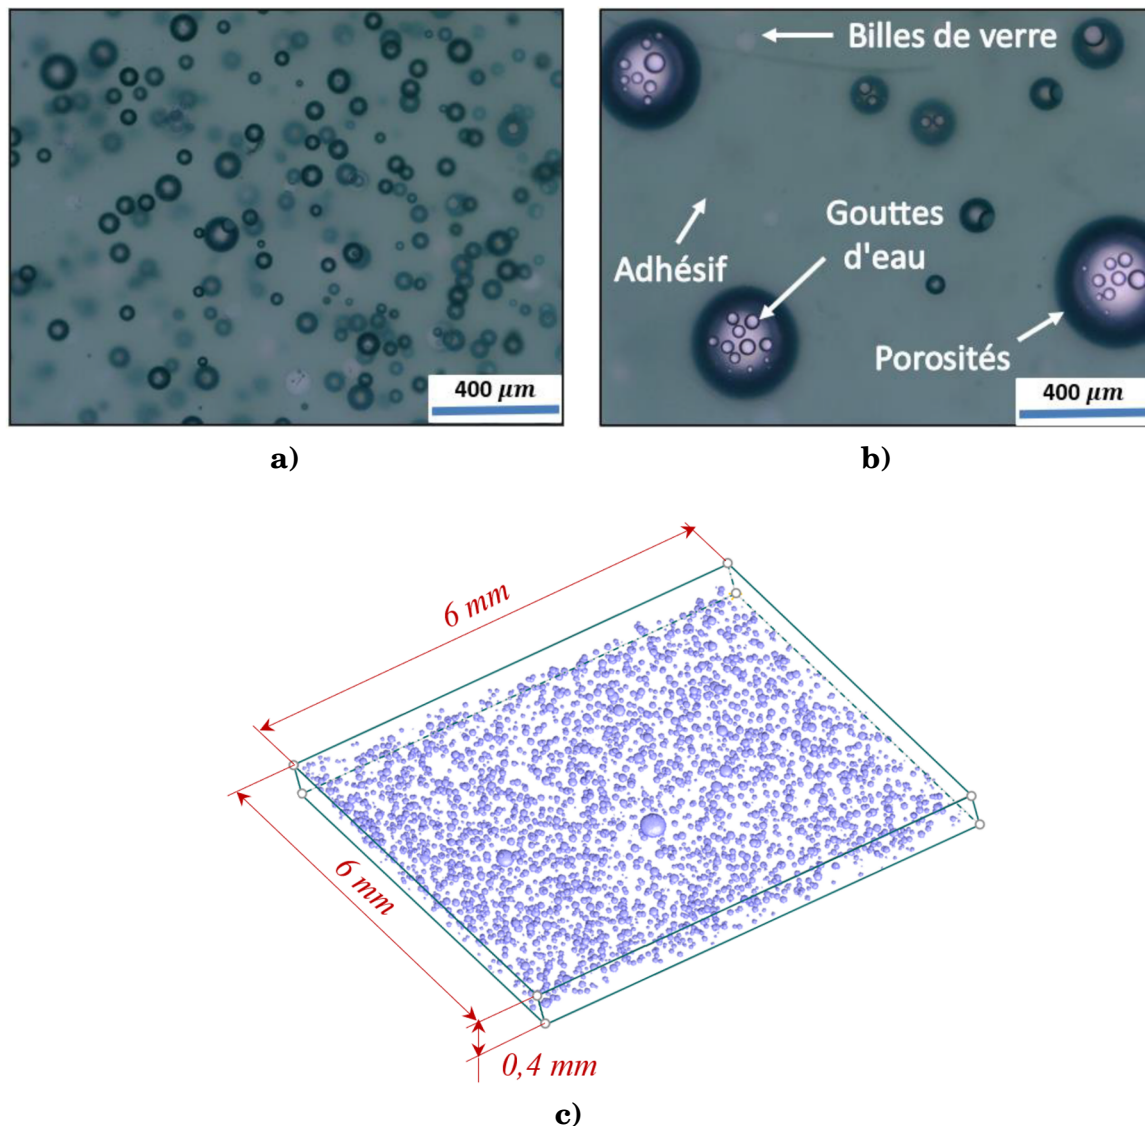 400 μm
a)
Billes de verre
Gouttes
d'eau
Adhésif
Porosités
400 μm
b)
6 mm
6 mm
0,4 mm
c)